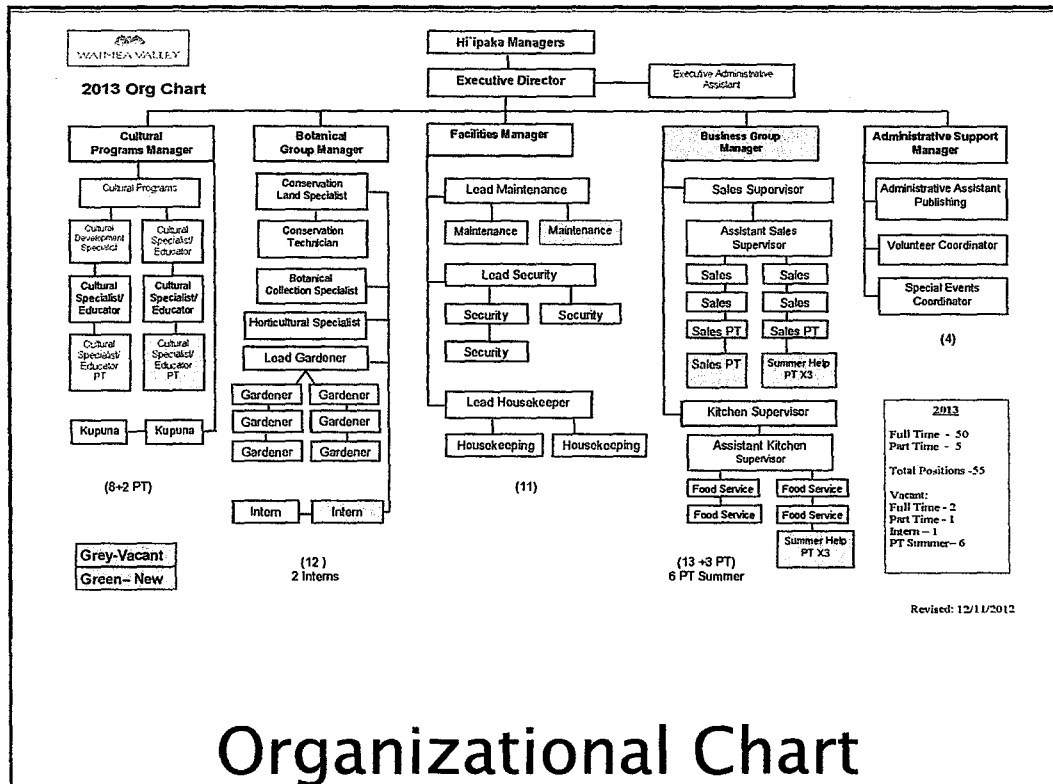 WAIMEA VALLEY
2013 Org Chart
Hi`ipaka Managers
Executive Director
Executive Administrative
Assistant
Cultural
Programs Manager
Cultural Programs
Cultural
Development
Specialist
Cultural
Specialist/
Educator
Cultural
Specialist/
Educator
Cultural
Specialist/
Educator
Cultural
Specialist/
Educator
PT
Cultural
Specialist/
Educator
PT
Kupuna
Kupuna
(8+2 PT)
Botanical
Group Manager
Conservation
Land Specialist
Conservation
Technician
Botanical
Collection Specialist
Horticultural Specialist
Lead Gardener
Gardener
Gardener
Gardener
Gardener
Gardener
Gardener
Intern
Intern
(12 )
2 Interns
Facilities Manager
Lead Maintenance
Maintenance
Maintenance
Lead Security
Security
Security
Security
Lead Housekeeper
Housekeeping
Housekeeping
(11)
Business Group
Manager
Sales Supervisor
Assistant Sales
Supervisor
Sales
Sales
Sales
Sales
Sales PT
Sales PT
Sales PT
Summer Help
PT X3
Kitchen Supervisor
Assistant Kitchen
Supervisor
Food Service
Food Service
Food Service
Food Service
Summer Help
PT X3
(13 +3 PT)
6 PT Summer
Administrative Support
Manager
Administrative Assistant
Publishing
Volunteer Coordinator
Special Events
Coordinator
(4)
2013
Full Time - 50
Part Time - 5
Total Positions -55
Vacant:
Full Time - 2
Part Time - 1
Intern – 1
PT Summer– 6
Grey-Vacant
Green– New
Revised: 12/11/2012
Organizational Chart